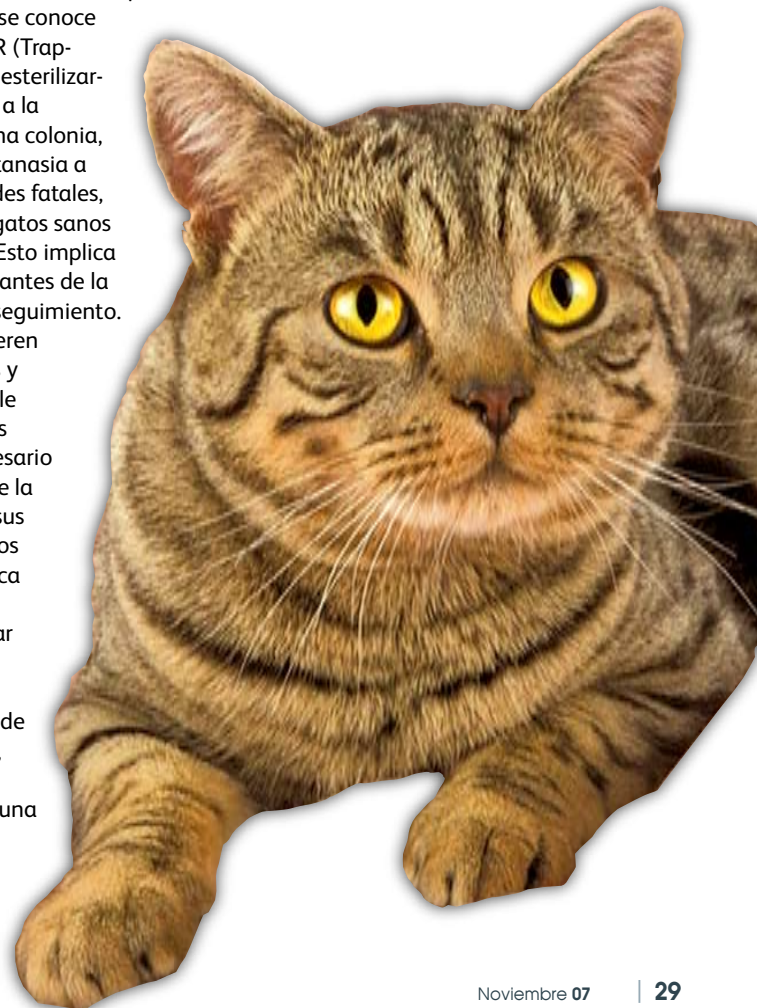 se conoce
R (Trap-
esterilizar-
a la
na colonia,
tanasia a
des fatales,
gatos sanos
Esto implica
antes de la
seguimiento.
eren
y
le
s
esario
e la
sus
os
ca
ar
de
una
Noviembre 07 | 29